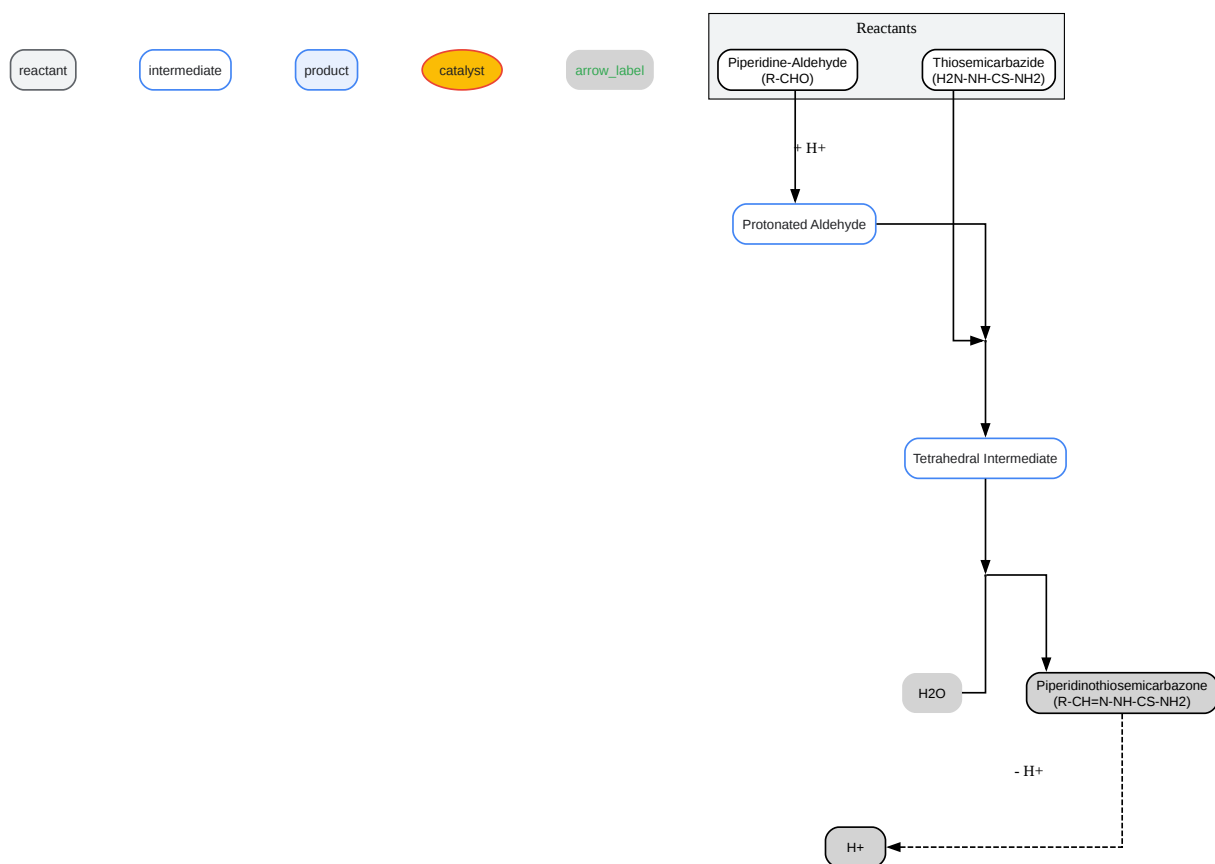 Reactants
reactant
intermediate
product
catalyst
arrow_label
Piperidine-Aldehyde
(R-CHO)
Thiosemicarbazide
(H2N-NH-CS-NH2)
+ H+
Protonated Aldehyde
Tetrahedral Intermediate
H2O
Piperidinothiosemicarbazone
(R-CH=N-NH-CS-NH2)
- H+
H+